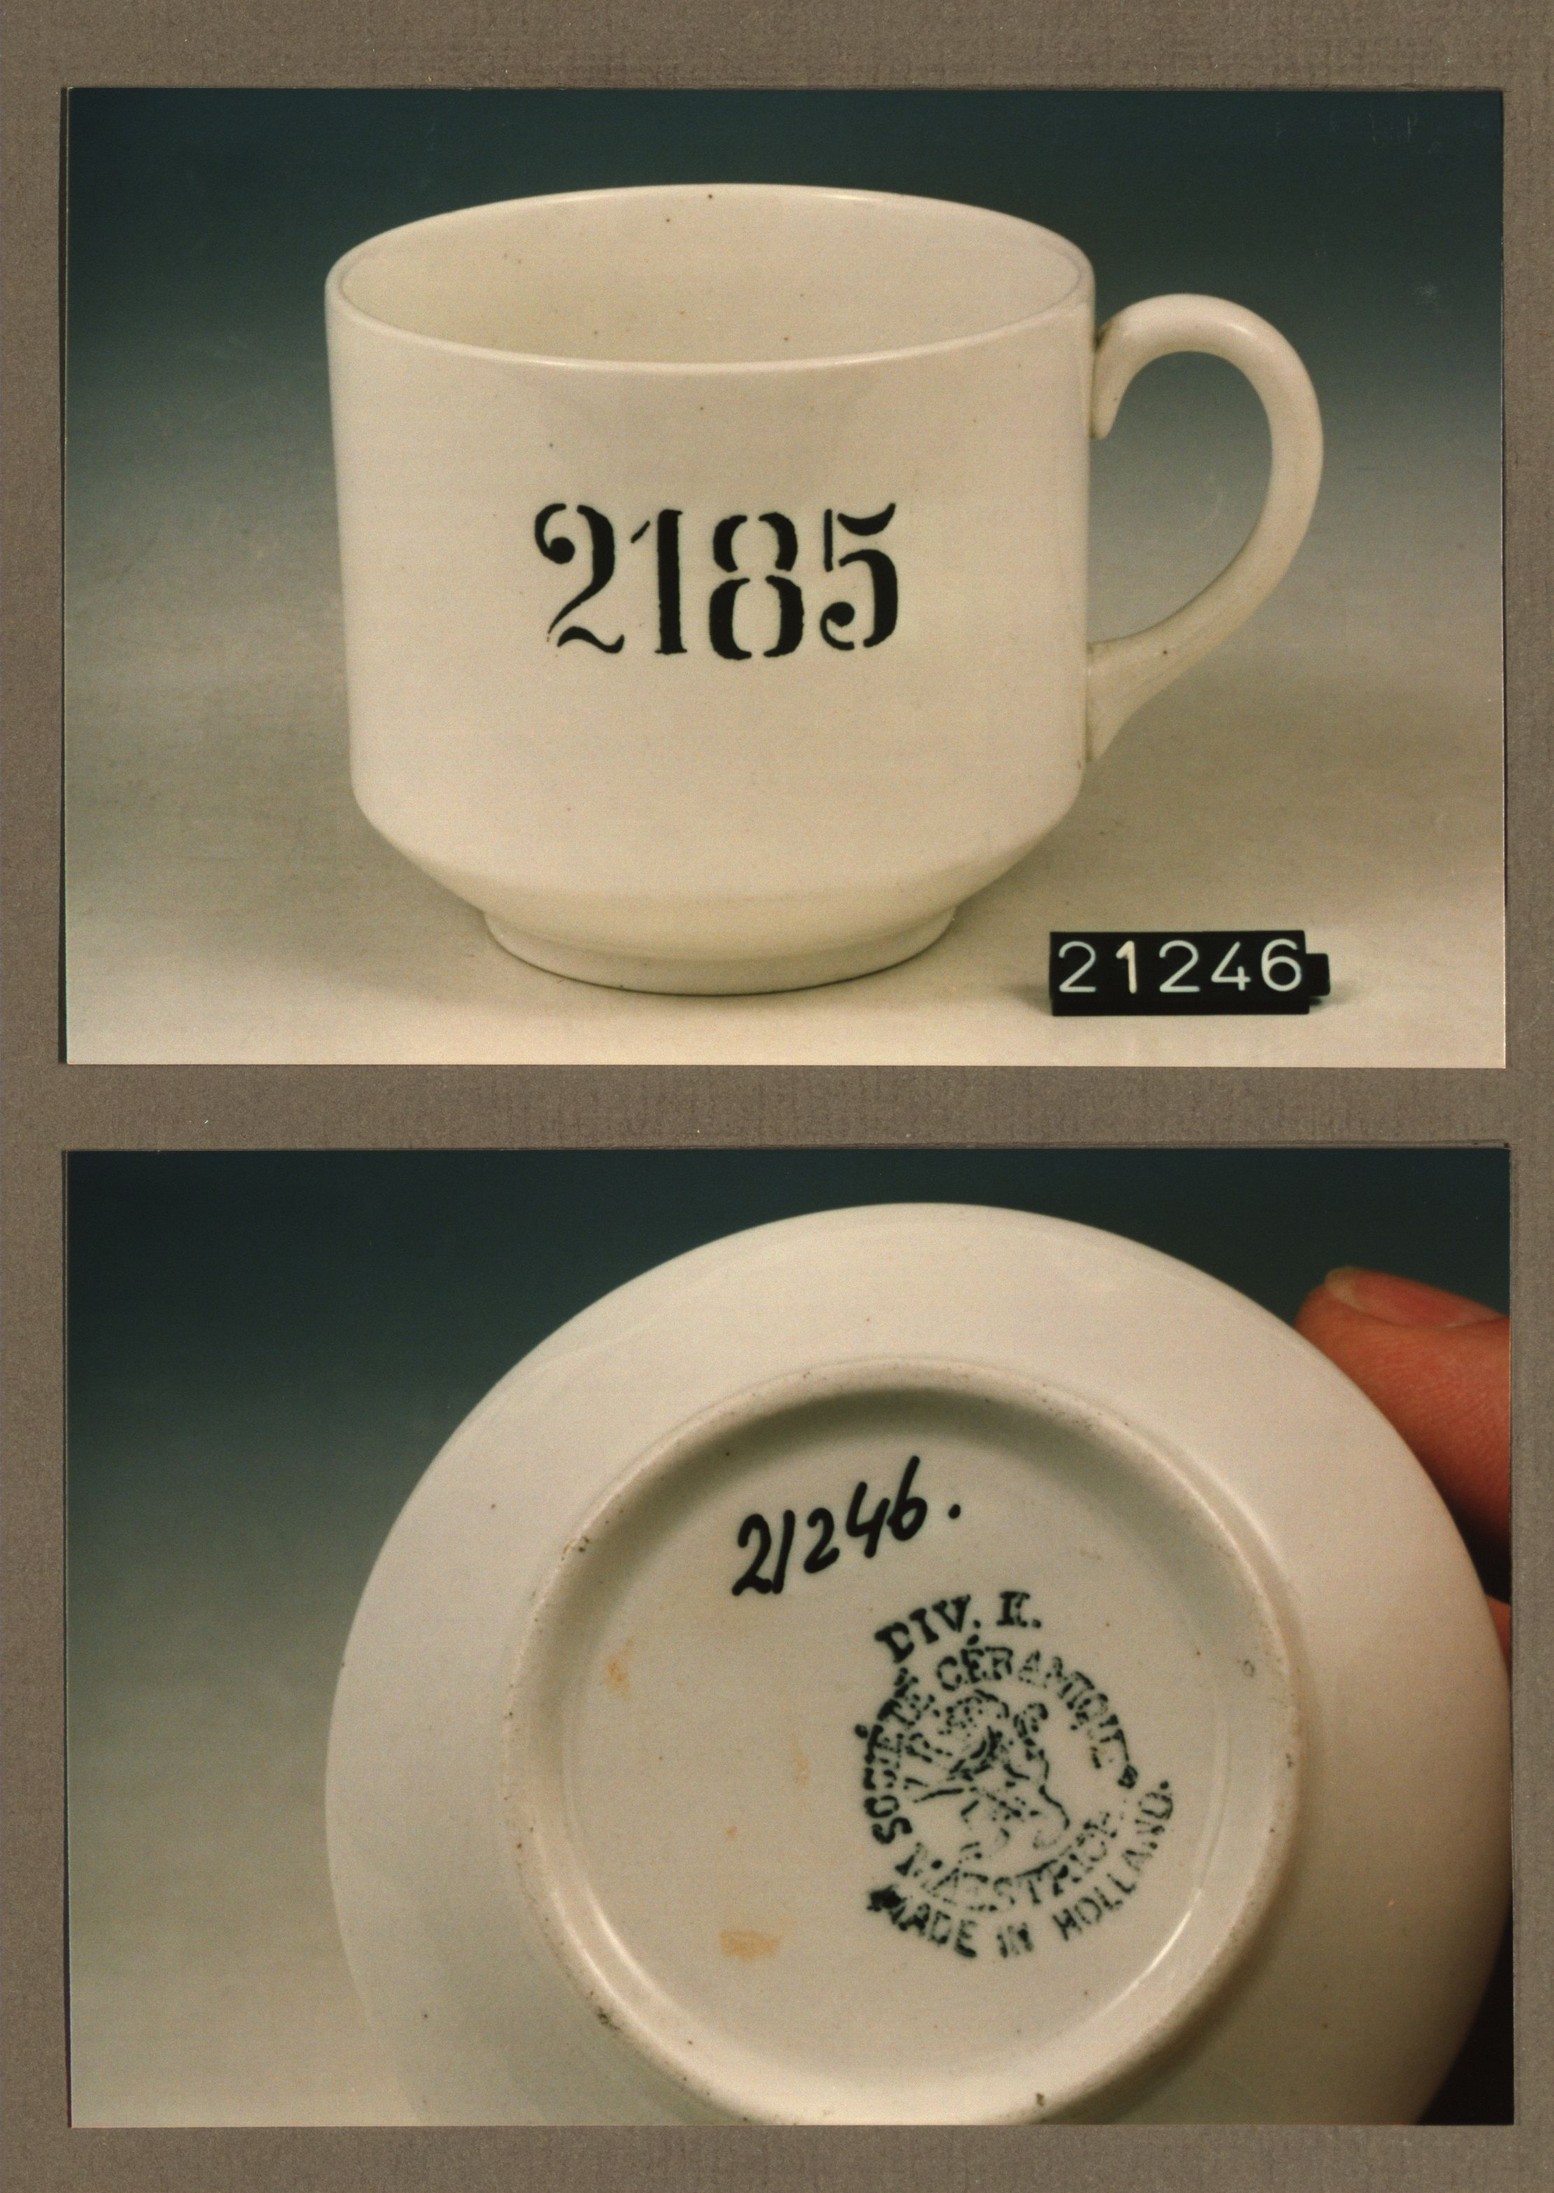 2185
21246
21246.
DIV. K.
SOCIÉTÉ CÉRAMIQUE
MAESTRICHT
MADE IN HOLLAND.